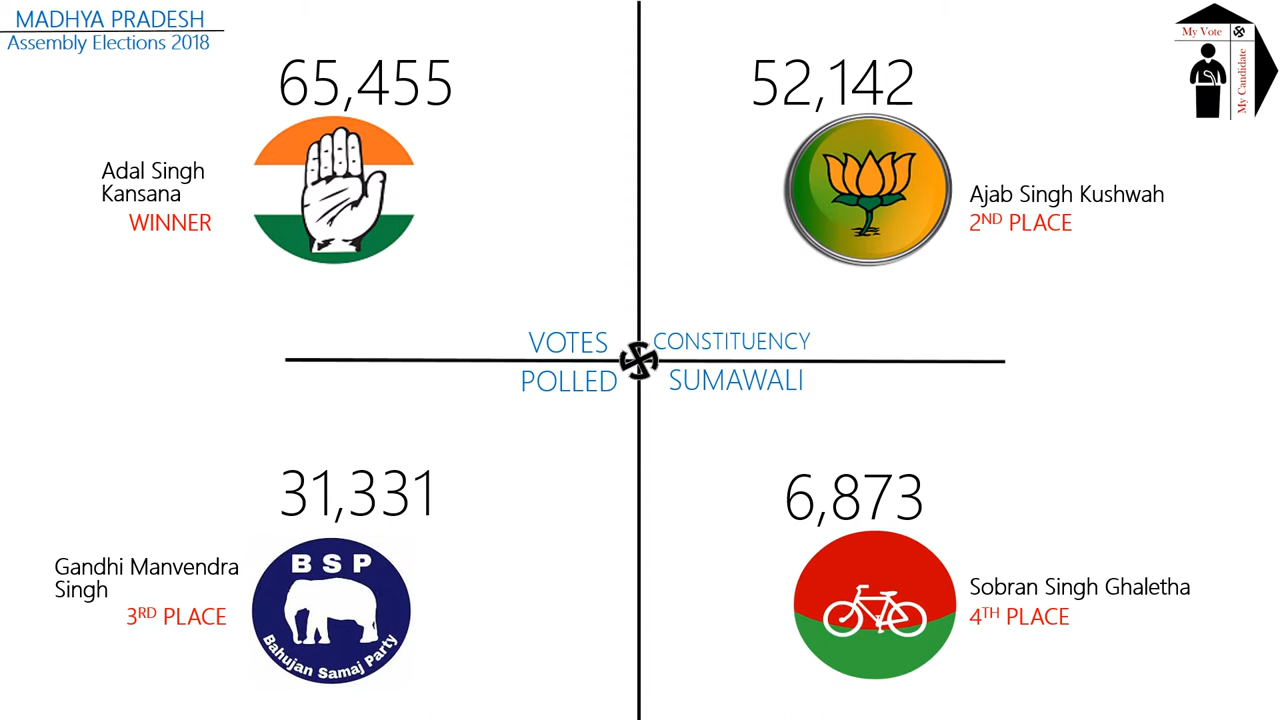 MADHYA PRADESH
Assembly Elections 2018
My Vote
My Candidate
65,455
Adal Singh
Kansana
WINNER
52,142
Ajab Singh Kushwah
2ND PLACE
VOTES
POLLED
CONSTITUENCY
SUMAWALI
31,331
Gandhi Manvendra
Singh
3RD PLACE
BSP
Bahujan Samaj Party
6,873
Sobran Singh Ghaletha
4TH PLACE